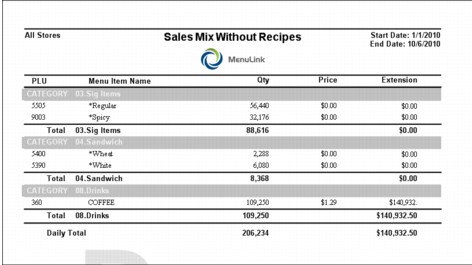 All Stores Sales Mix Without Recipes Start Date: 1/1/2010
End Date: 10/6/2010
MenuLink
PLU Menu Item Name Qty Price Extension
CATEGORY 03.Sig Items
5505 *Regular 56,440 $0.00 $0.00
9003 *Spicy 32,176 $0.00 $0.00
Total 03.Sig Items 88,616 $0.00
CATEGORY 04.Sandwich
5400 *Wheat 2,288 $0.00 $0.00
5390 *White 6,080 $0.00 $0.00
Total 04.Sandwich 8,368 $0.00
CATEGORY 08.Drinks
360 COFFEE 109,250 $1.29 $140,932.
Total 08.Drinks 109,250 $140,932.50
Daily Total 206,234 $140,932.50